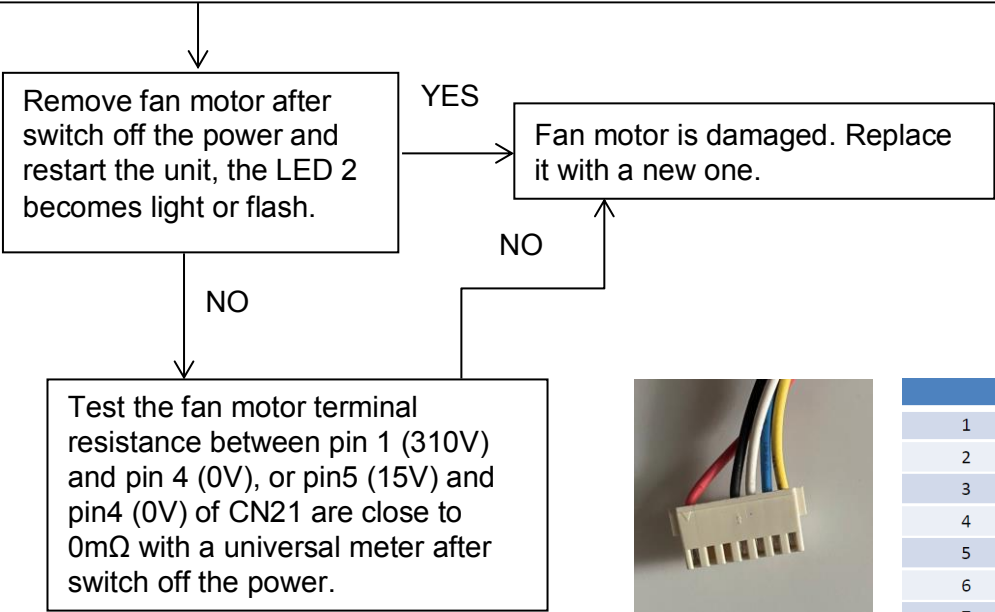 Remove fan motor after
switch off the power and
restart the unit, the LED 2
becomes light or flash.
YES
Fan motor is damaged. Replace
it with a new one.
NO
NO
Test the fan motor terminal
resistance between pin 1 (310V)
and pin 4 (0V), or pin5 (15V) and
pin4 (0V) of CN21 are close to
0mΩ with a universal meter after
switch off the power.
1
2
3
4
5
6